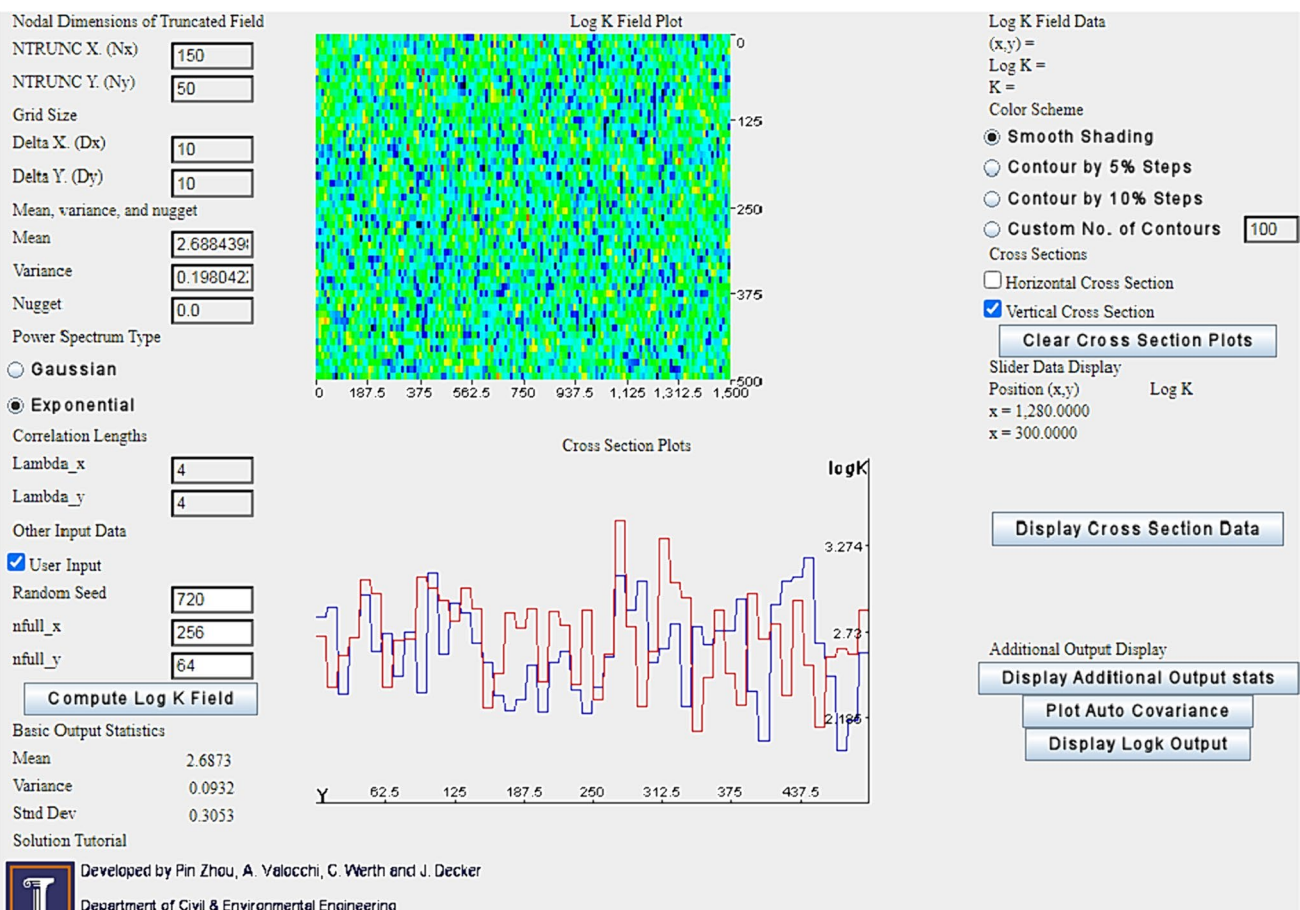 Nodal Dimensions of Truncated Field
NTRUNC X. (Nx) 150
NTRUNC Y. (Ny) 50
Grid Size
Delta X. (Dx) 10
Delta Y. (Dy) 10
Mean, variance, and nugget
Mean 2.688439
Variance 0.198042
Nugget 0.0
Power Spectrum Type
Gaussian
Exponential
Correlation Lengths
Lambda_x 4
Lambda_y 4
Other Input Data
User Input
Random Seed 720
nfull_x 256
nfull_y 64
Compute Log K Field
Basic Output Statistics
Mean 2.6873
Variance 0.0932
Stnd Dev 0.3053
Solution Tutorial
Developed by Pin Zhou, A. Valocchi, C. Werth and J. Decker
Department of Civil & Environmental Engineering
Log K Field Plot
0
125
250
375
500
0 187.5 375 562.5 750 937.5 1,125 1,312.5 1,500
Cross Section Plots
logK
3.274
2.73
2.186
Y 62.5 125 187.5 250 312.5 375 437.5
Log K Field Data
(x,y) =
Log K =
K =
Color Scheme
Smooth Shading
Contour by 5% Steps
Contour by 10% Steps
Custom No. of Contours 100
Cross Sections
Horizontal Cross Section
Vertical Cross Section
Clear Cross Section Plots
Slider Data Display
Position (x,y) Log K
x = 1,280.0000
x = 300.0000
Display Cross Section Data
Additional Output Display
Display Additional Output stats
Plot Auto Covariance
Display Logk Output